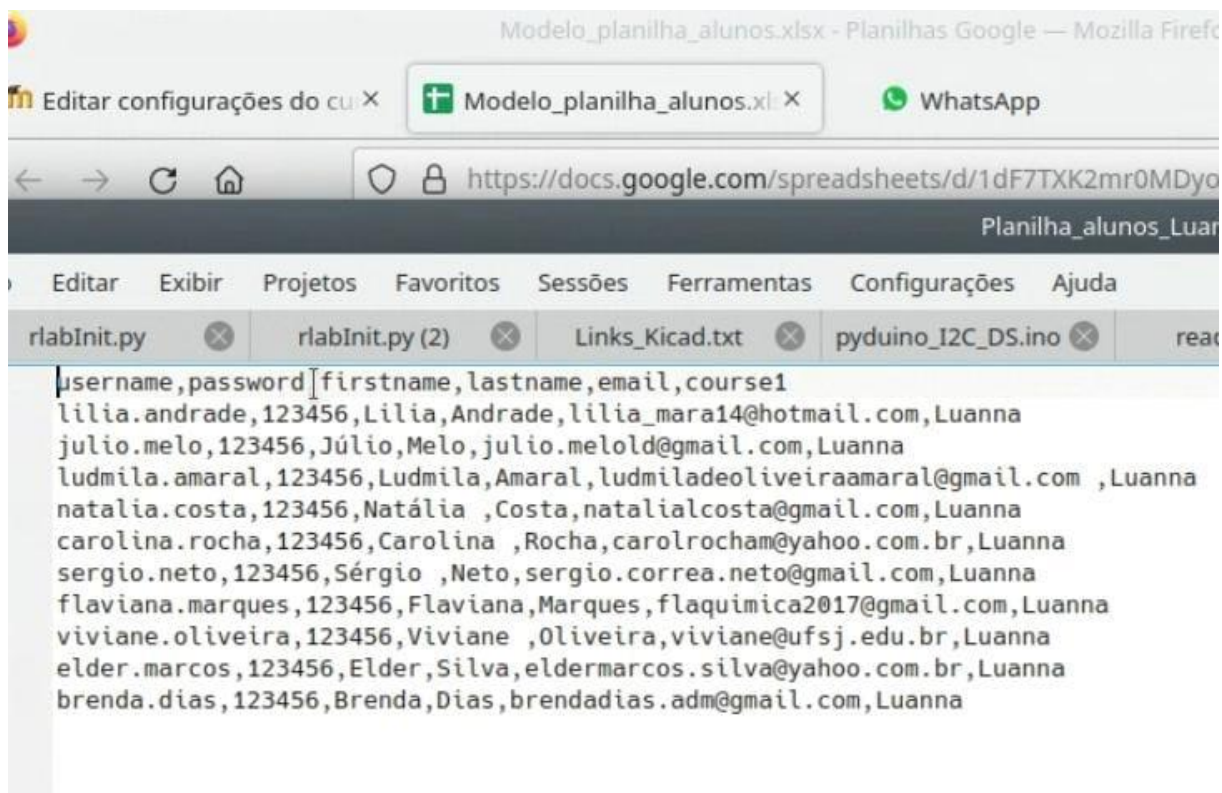 Modelo_planilha_alunos.xlsx - Planilhas Google — Mozilla Firefo
Editar configurações do cu Modelo_planilha_alunos.xl WhatsApp
https://docs.google.com/spreadsheets/d/1dF7TXK2mr0MDyo
Planilha_alunos_Luan
Editar Exibir Projetos Favoritos Sessões Ferramentas Configurações Ajuda
rlabInit.py rlabInit.py (2) Links_Kicad.txt pyduino_I2C_DS.ino read
username,password,firstname,lastname,email,course1
lilia.andrade,123456,Lilia,Andrade,lilia_mara14@hotmail.com,Luanna
julio.melo,123456,Júlio,Melo,julio.melold@gmail.com,Luanna
ludmila.amaral,123456,Ludmila,Amaral,ludmiladeoliveiraamaral@gmail.com ,Luanna
natalia.costa,123456,Natália ,Costa,natalialcosta@gmail.com,Luanna
carolina.rocha,123456,Carolina ,Rocha,carolrocham@yahoo.com.br,Luanna
sergio.neto,123456,Sérgio ,Neto,sergio.correa.neto@gmail.com,Luanna
flaviana.marques,123456,Flaviana,Marques,flaquimica2017@gmail.com,Luanna
viviane.oliveira,123456,Viviane ,Oliveira,viviane@ufsj.edu.br,Luanna
elder.marcos,123456,Elder,Silva,eldermarcos.silva@yahoo.com.br,Luanna
brenda.dias,123456,Brenda,Dias,brendadias.adm@gmail.com,Luanna